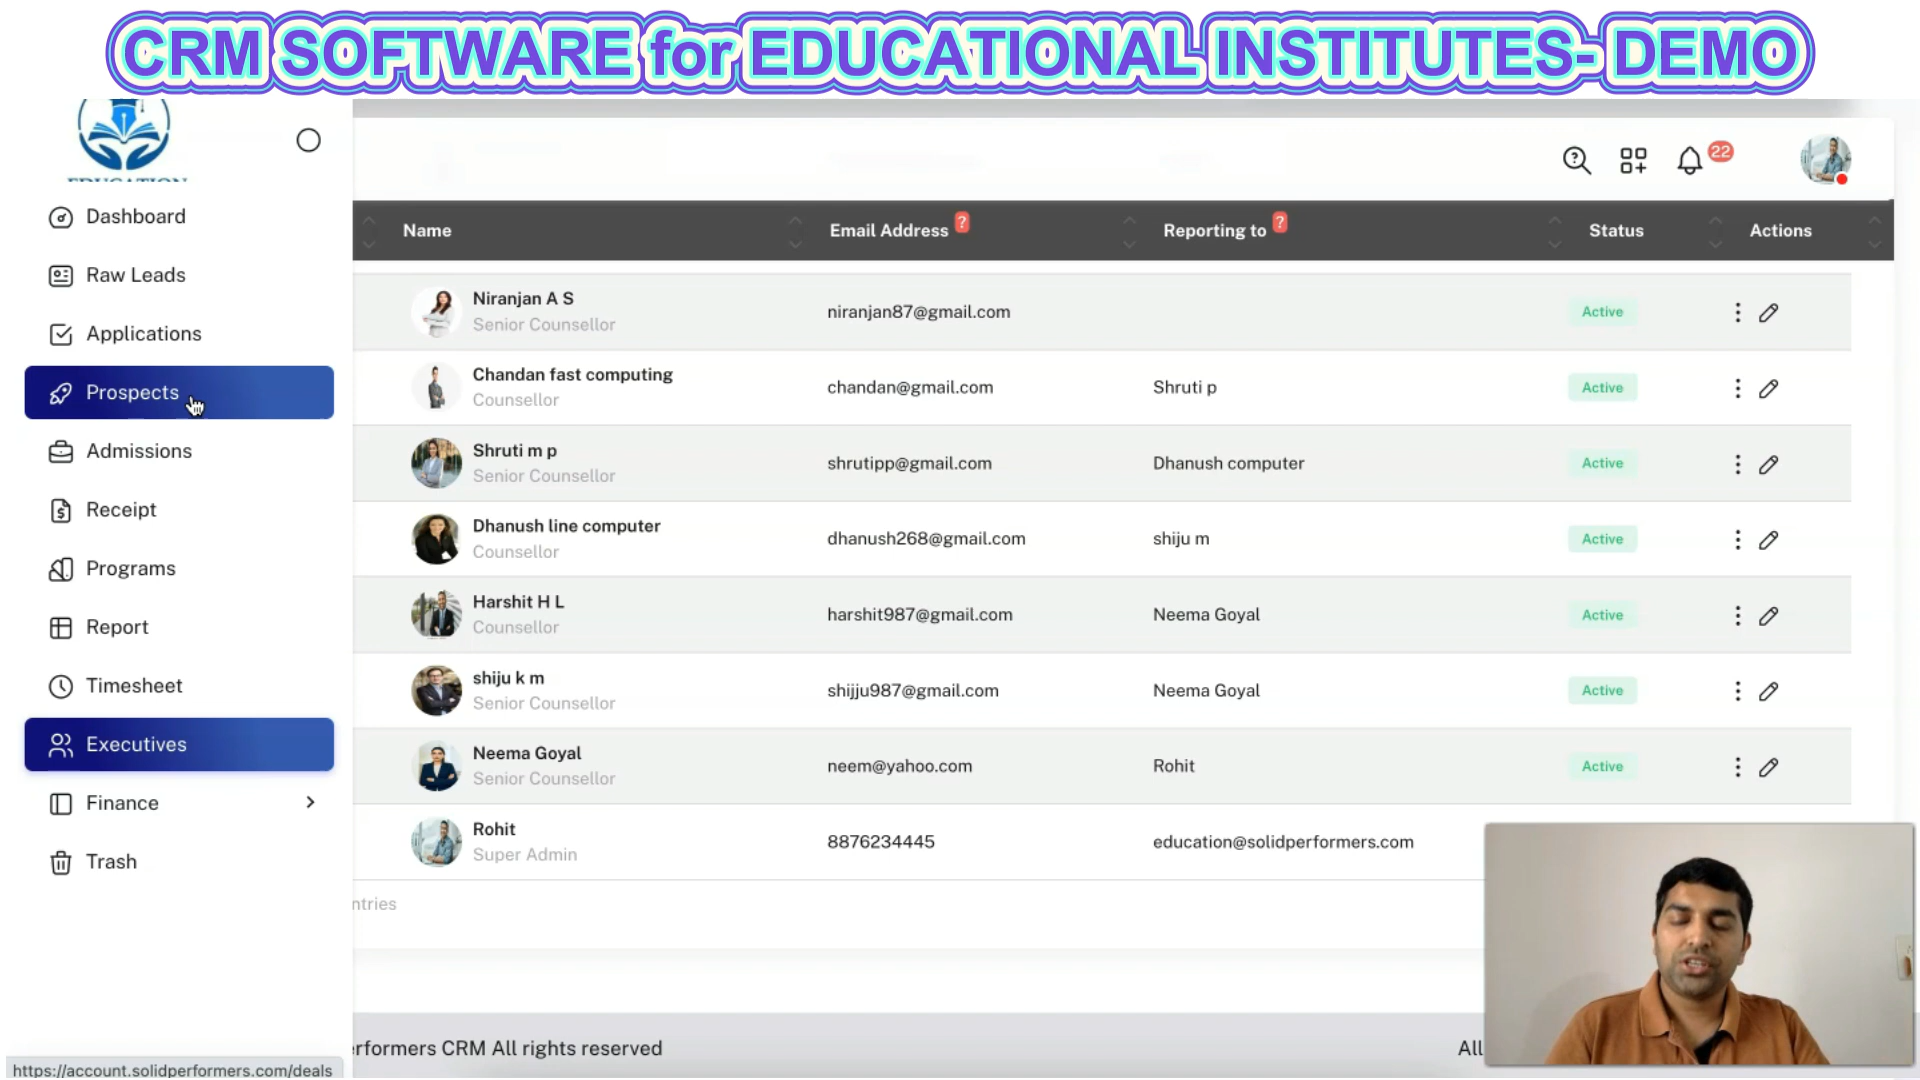 CRM SOFTWARE for EDUCATIONAL INSTITUTES- DEMO
EDUCATION
22
Dashboard
Raw Leads
Applications
Prospects
Admissions
Receipt
Programs
Report
Timesheet
Executives
Finance
Trash
Name Email Address ? Reporting to ? Status Actions
Niranjan A S
Senior Counsellor
niranjan87@gmail.com
Active
Chandan fast computing
Counsellor
chandan@gmail.com
Shruti p
Active
Shruti m p
Senior Counsellor
shrutipp@gmail.com
Dhanush computer
Active
Dhanush line computer
Counsellor
dhanush268@gmail.com
shiju m
Active
Harshit H L
Counsellor
harshit987@gmail.com
Neema Goyal
Active
shiju k m
Senior Counsellor
shijju987@gmail.com
Neema Goyal
Active
Neema Goyal
Senior Counsellor
neem@yahoo.com
Rohit
Active
Rohit
Super Admin
8876234445
education@solidperformers.com
ntries
rformers CRM All rights reserved
All
https://account.solidperformers.com/deals